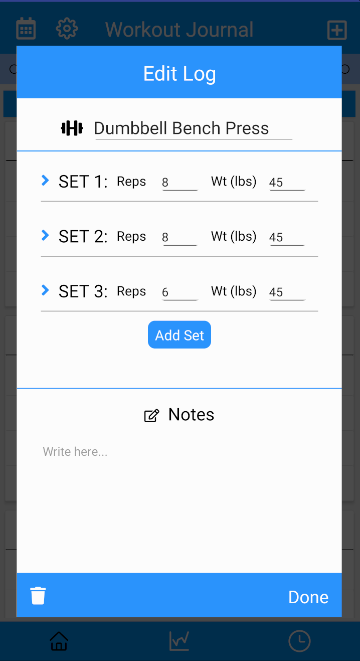 Workout Journal
Edit Log
Dumbbell Bench Press
SET 1: Reps 8 Wt (lbs) 45
SET 2: Reps 8 Wt (lbs) 45
SET 3: Reps 6 Wt (lbs) 45
Add Set
Notes
Write here...
Done